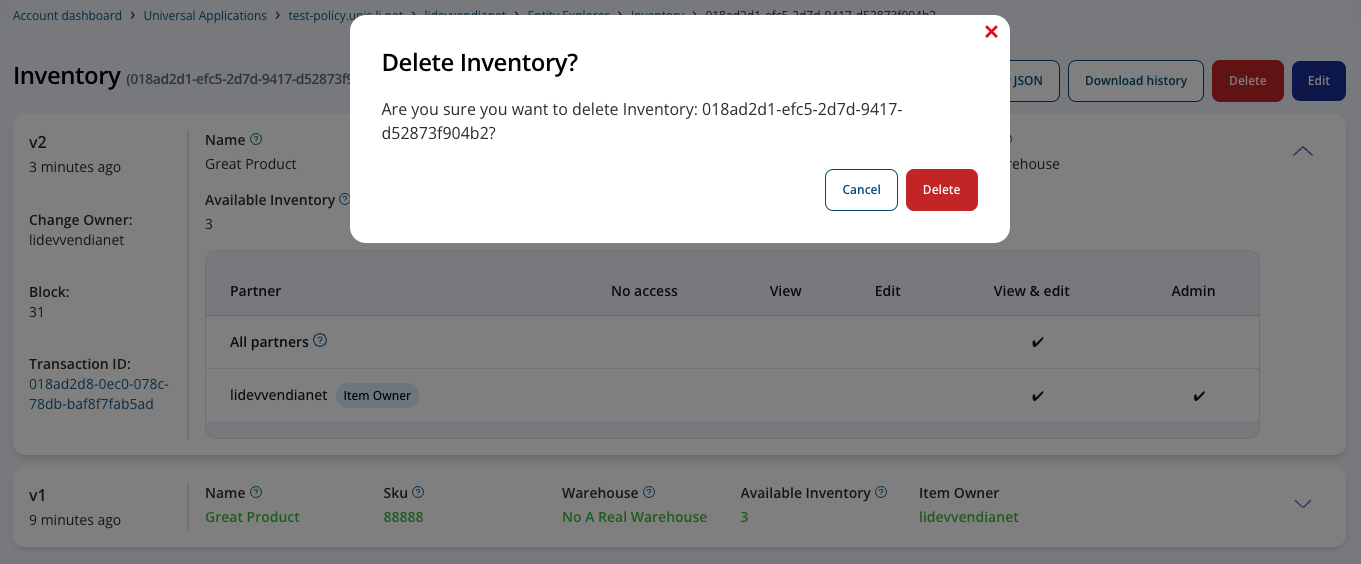 Account dashboard > Universal Applications > test-policy.unis.li.net > lidevvendianet > Entity Explorer > Inventory > 018ad2d1-efc5-2d7d-9417-d52873f904b2
Delete Inventory?
Are you sure you want to delete Inventory: 018ad2d1-efc5-2d7d-9417-
d52873f904b2?
Cancel Delete
Inventory (018ad2d1-efc5-2d7d-9417-d52873f9
JSON Download history Delete Edit
v2
3 minutes ago
Change Owner:
lidevvendianet
Block:
31
Transaction ID:
018ad2d8-0ec0-078c-
78db-baf8f7fab5ad
Name
Great Product
Available Inventory
3
Partner No access View Edit View & edit Admin
All partners
lidevvendianet Item Owner
v1
9 minutes ago
Name Sku Warehouse Available Inventory Item Owner
Great Product 88888 No A Real Warehouse 3 lidevvendianet